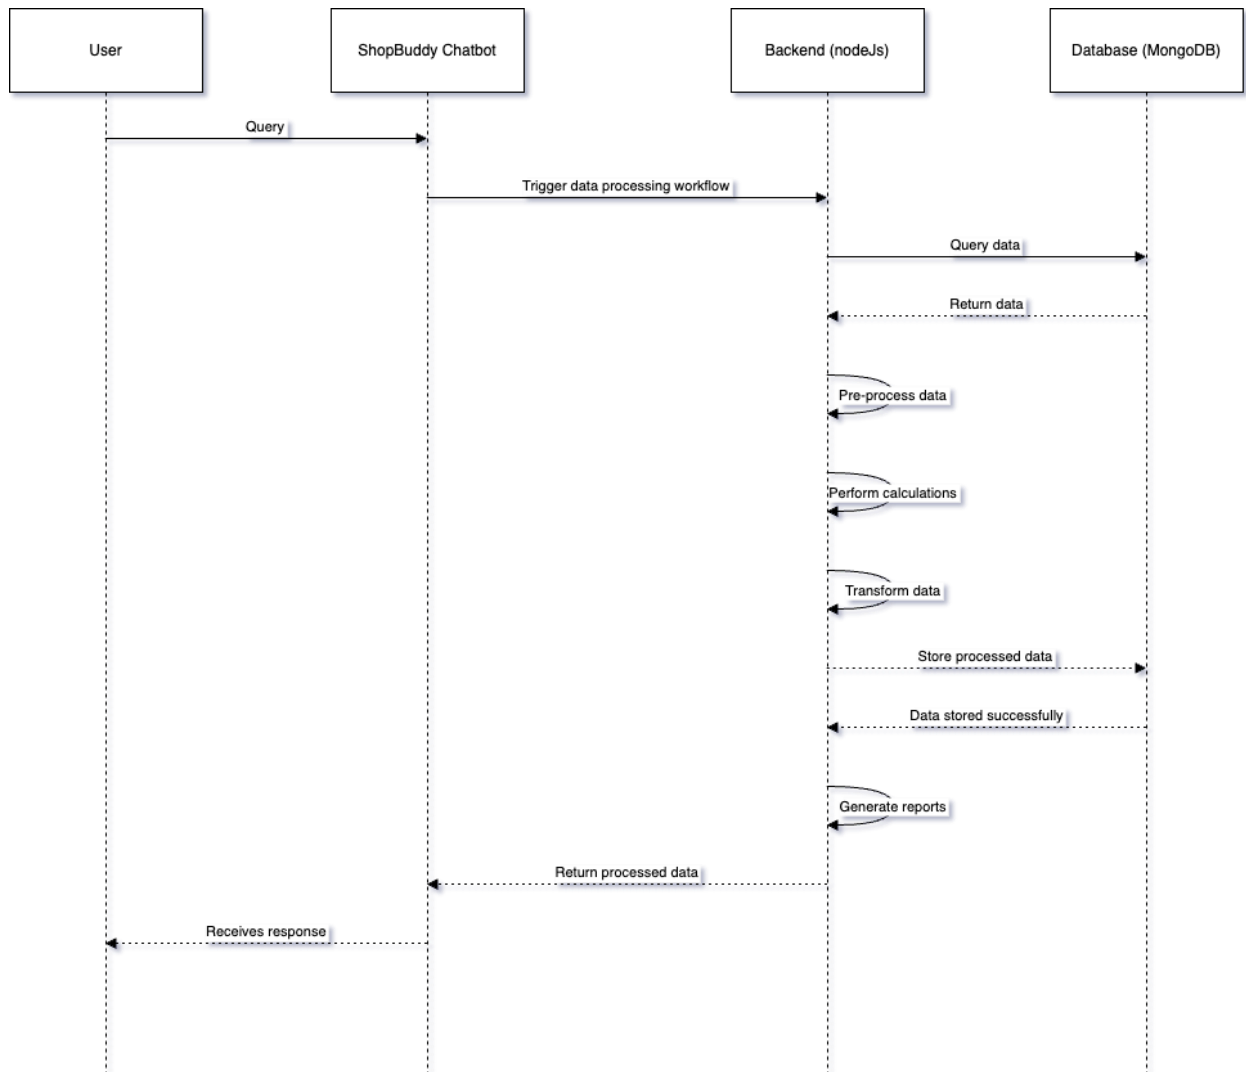 User
ShopBuddy Chatbot
Backend (nodeJs)
Database (MongoDB)
Query
Trigger data processing workflow
Query data
Return data
Pre-process data
Perform calculations
Transform data
Store processed data
Data stored successfully
Generate reports
Return processed data
Receives response